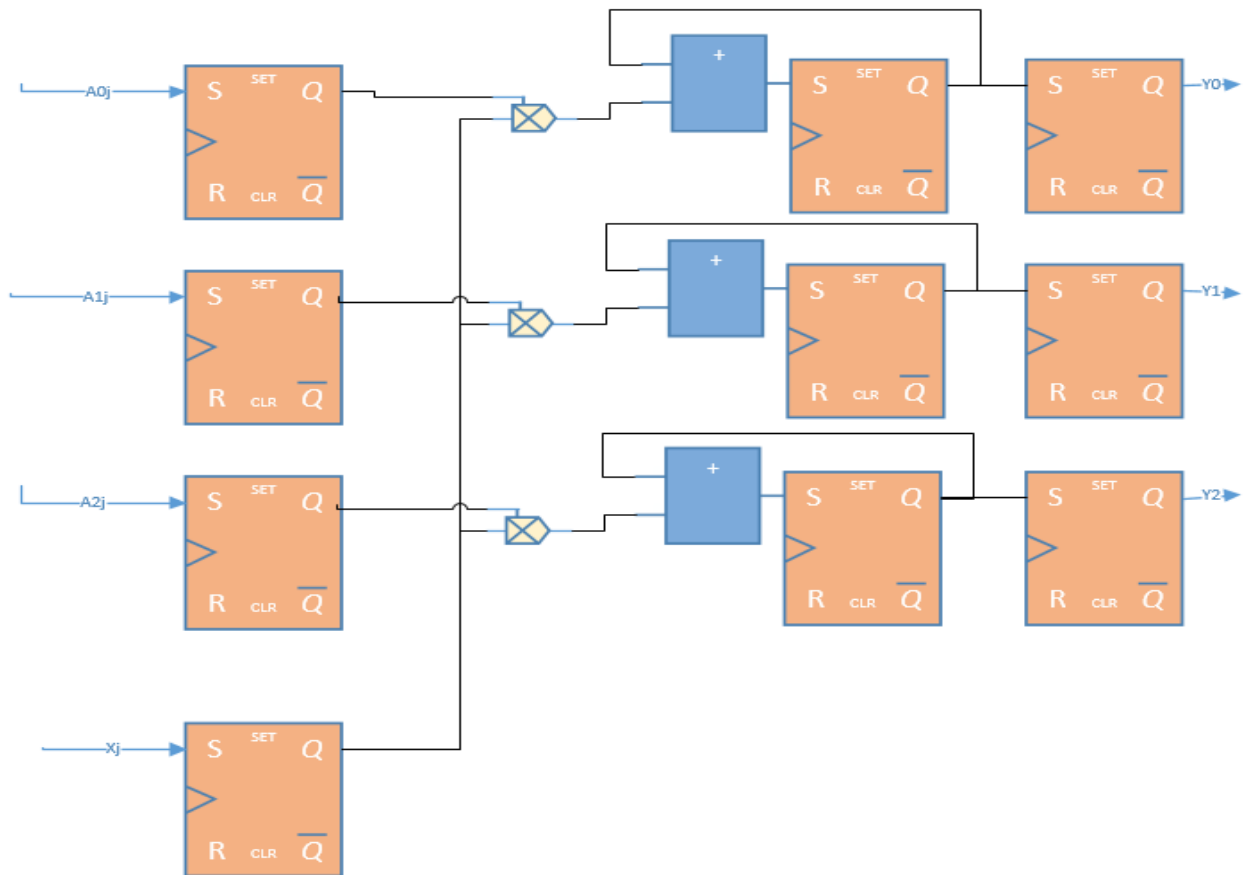 A0j
SET
S Q
R CLR Q
+
SET
S Q
R CLR Q
SET
S Q
R CLR Q
Y0
A1j
SET
S Q
R CLR Q
+
SET
S Q
R CLR Q
SET
S Q
R CLR Q
Y1
A2j
SET
S Q
R CLR Q
+
SET
S Q
R CLR Q
SET
S Q
R CLR Q
Y2
Xj
SET
S Q
R CLR Q